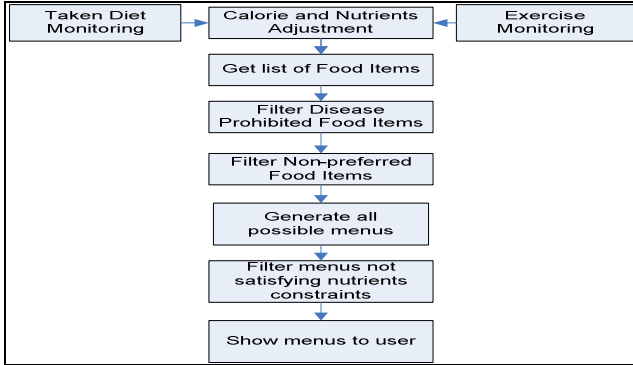 Taken Diet
Monitoring
Calorie and Nutrients
Adjustment
Exercise
Monitoring
Get list of Food Items
Filter Disease
Prohibited Food Items
Filter Non-preferred
Food Items
Generate all
possible menus
Filter menus not
satisfying nutrients
constraints
Show menus to user